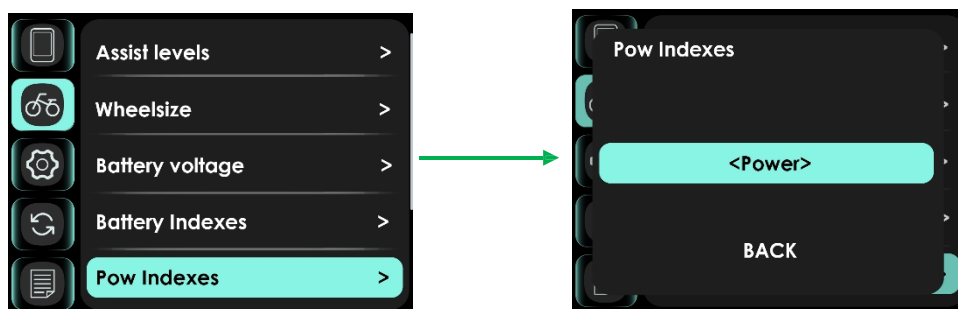 Assist levels >
Wheelsize >
Battery voltage >
Battery Indexes >
Pow Indexes >
Pow Indexes
<Power>
BACK